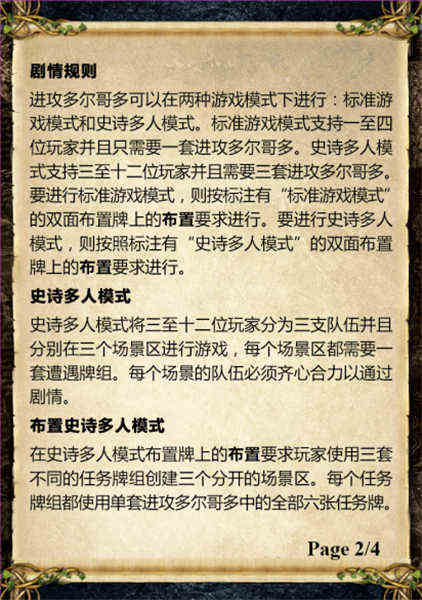 剧情规则
进攻多尔哥多可以在两种游戏模式下进行：标准游
戏模式和史诗多人模式。标准游戏模式支持一至四
位玩家并且只需要一套进攻多尔哥多。史诗多人模
式支持三至十二位玩家并且需要三套进攻多尔哥多。
要进行标准游戏模式，则按标注有“标准游戏模式”
的双面布置牌上的布置要求进行。要进行史诗多人
模式，则按照标注有“史诗多人模式”的双面布置
牌上的布置要求进行。
史诗多人模式
史诗多人模式将三至十二位玩家分为三支队伍并且
分别在三个场景区进行游戏，每个场景区都需要一
套遭遇牌组。每个场景的队伍必须齐心合力以通过
剧情。
布置史诗多人模式
在史诗多人模式布置牌上的布置要求玩家使用三套
不同的任务牌组创建三个分开的场景区。每个任务
牌组都使用单套进攻多尔哥多中的全部六张任务牌。
Page 2/4